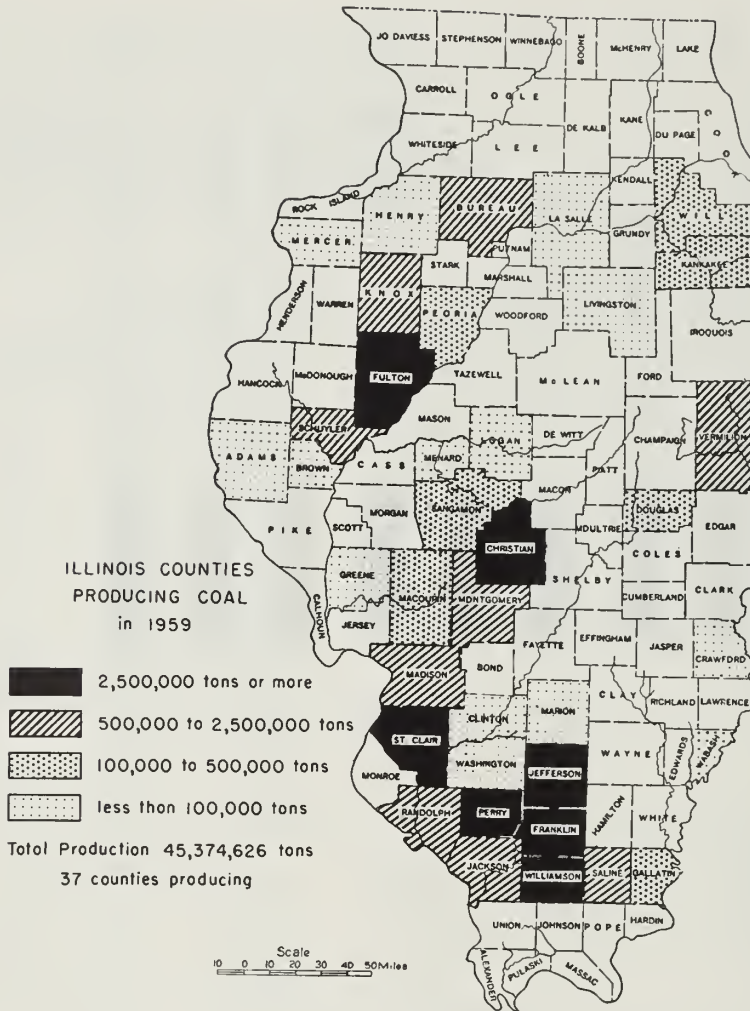 JO DAVIESS
STEPHENSON
WINNEBAGO
BOONE
McHENRY
LAKE
CARROLL
OGLE
DE KALB
KANE
COOK
DU PAGE
WHITESIDE
LEE
KENDALL
ROCK ISLAND
HENRY
BUREAU
LA SALLE
WILL
GRUNDY
MERCER
PUTNAM
KANKAKEE
STARK
KNOX
MARSHALL
HENDERSON
WARREN
PEORIA
WOODFORD
LIVINGSTON
IROQUOIS
HANCOCK
McDONOUGH
FULTON
TAZEWELL
McLEAN
FORD
MASON
SCHUYLER
LOGAN
DE WITT
CHAMPAIGN
VERMILION
ADAMS
BROWN
CASS
MENARD
PIATT
MACON
SANGAMON
MORGAN
DOUGLAS
PIKE
SCOTT
MOULTRIE
EDGAR
CHRISTIAN
COLES
GREENE
SHELBY
MACOUPIN
MONTGOMERY
CUMBERLAND
CLARK
CALHOUN
JERSEY
FAYETTE
EFFINGHAM
JASPER
CRAWFORD
BOND
MADISON
CLAY
RICHLAND
LAWRENCE
CLINTON
MARION
ST. CLAIR
WAYNE
EDWARDS
WABASH
WASHINGTON
JEFFERSON
MONROE
RANDOLPH
PERRY
FRANKLIN
HAMILTON
WHITE
JACKSON
WILLIAMSON
SALINE
GALLATIN
UNION
JOHNSON
POPE
HARDIN
ALEXANDER
PULASKI
MASSAC
ILLINOIS COUNTIES
PRODUCING COAL
in 1959
2,500,000 tons or more
500,000 to 2,500,000 tons
100,000 to 500,000 tons
less than 100,000 tons
Total Production 45,374,626 tons
37 counties producing
Scale
10 0 10 20 30 40 50 Miles